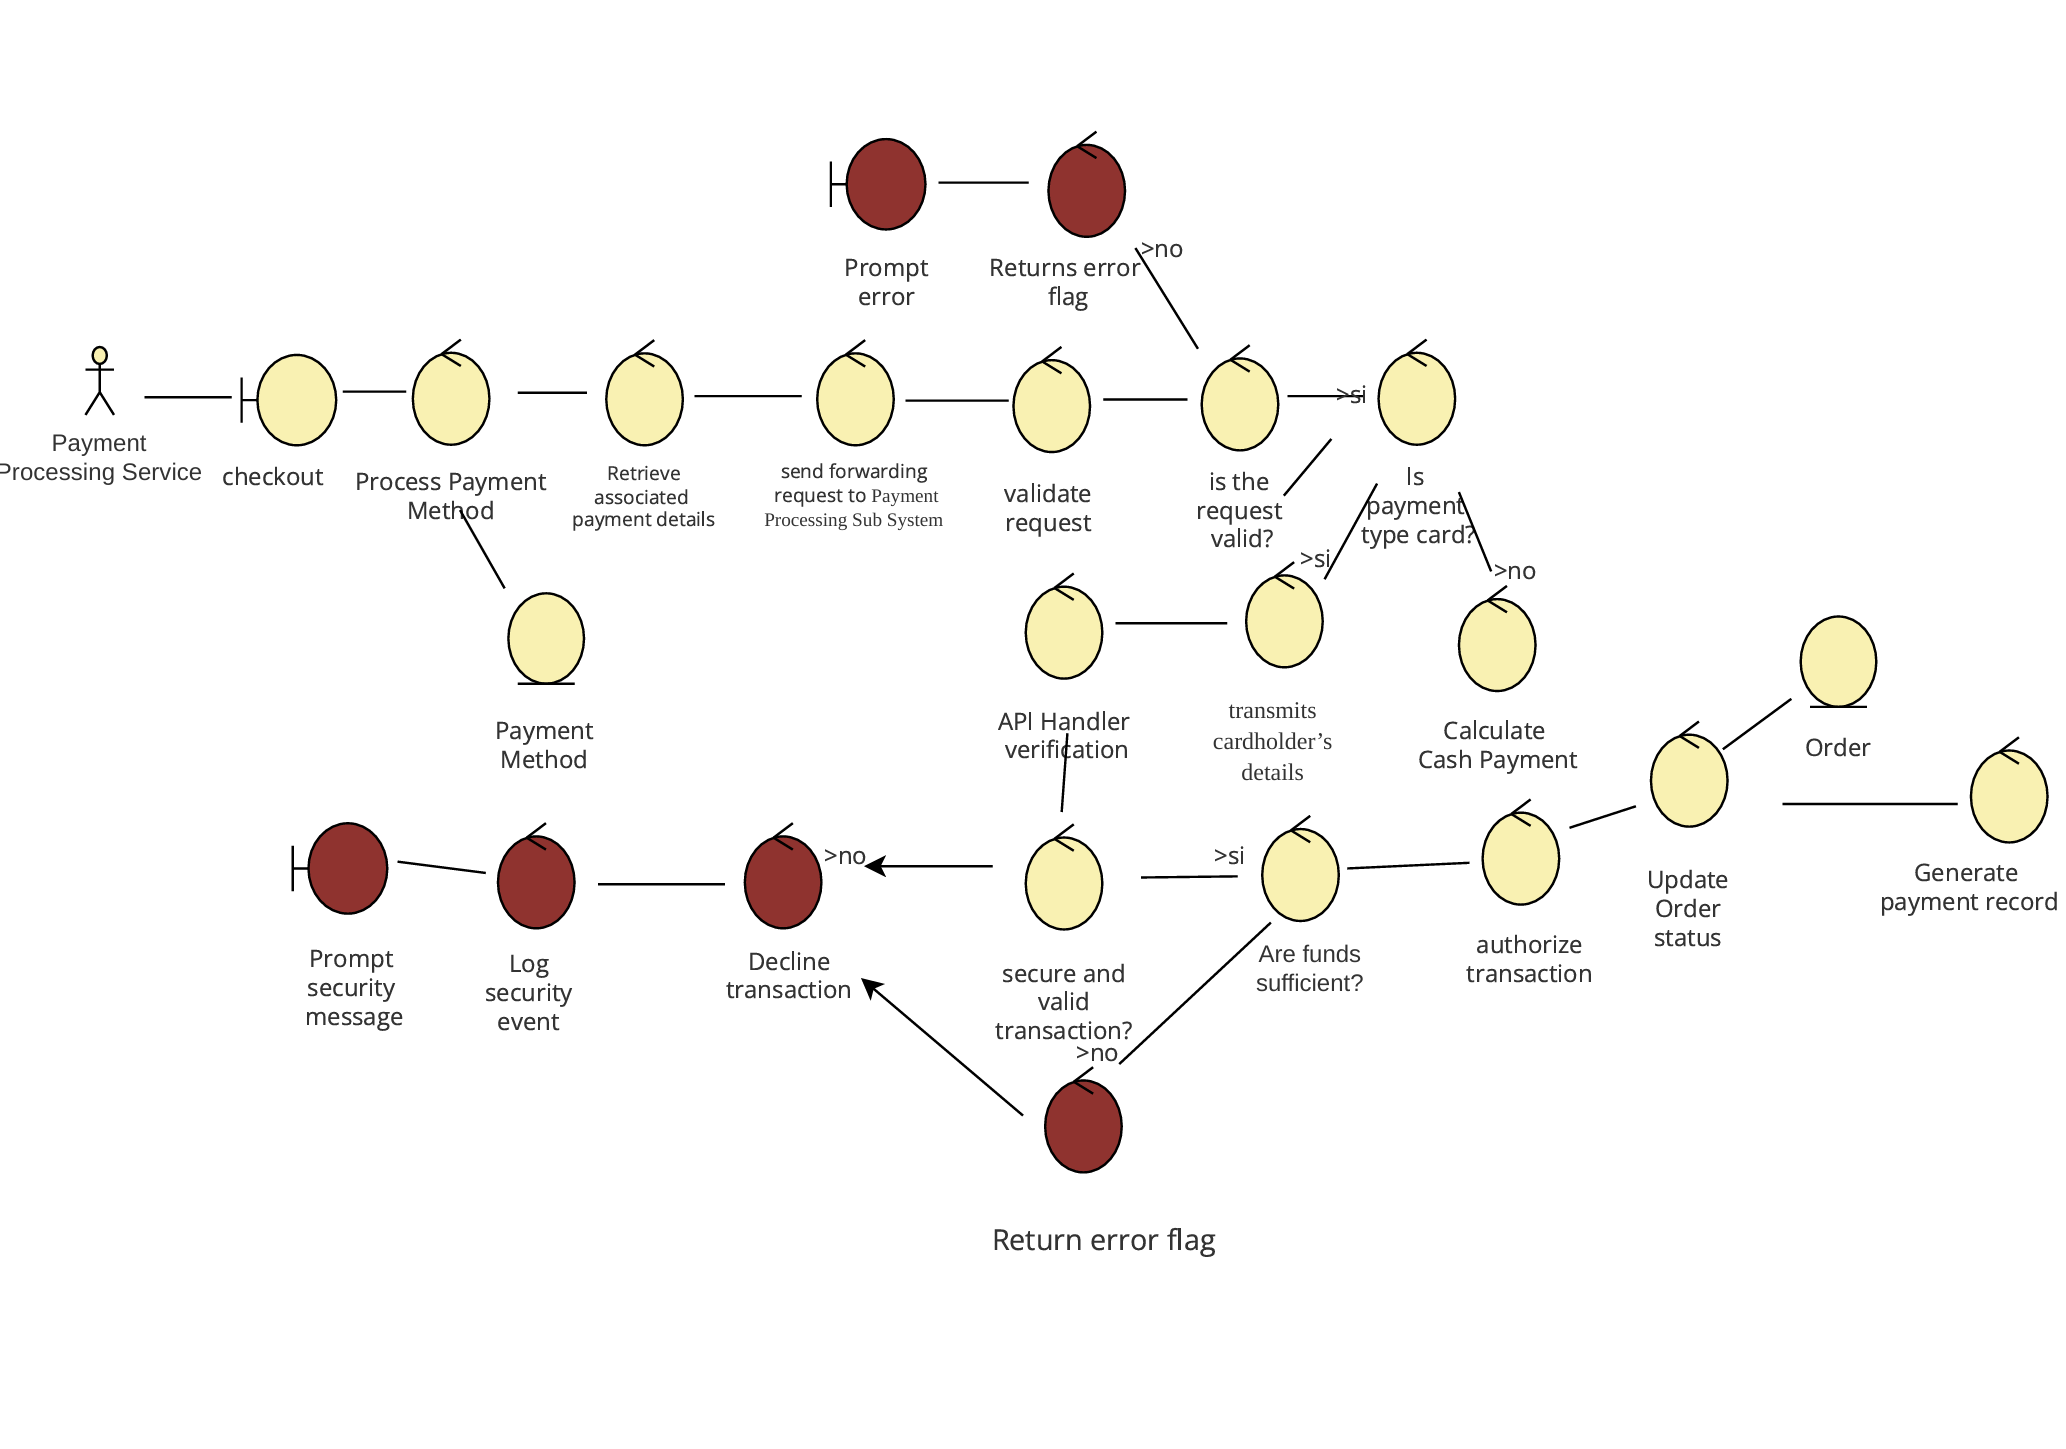 >no
Prompt
error
Returns error
flag
>si
Payment
Processing Service
checkout
Process Payment
Method
Retrieve
associated
payment details
send forwarding
request to Payment
Processing Sub System
validate
request
is the
request
valid?
Is
payment
type card?
>si
>no
Payment
Method
API Handler
verification
transmits
cardholder’s
details
Calculate
Cash Payment
Order
>no
>si
Prompt
security
message
Log
security
event
Decline
transaction
secure and
valid
transaction?
Are funds
sufficient?
authorize
transaction
Update
Order
status
Generate
payment record
>no
Return error flag